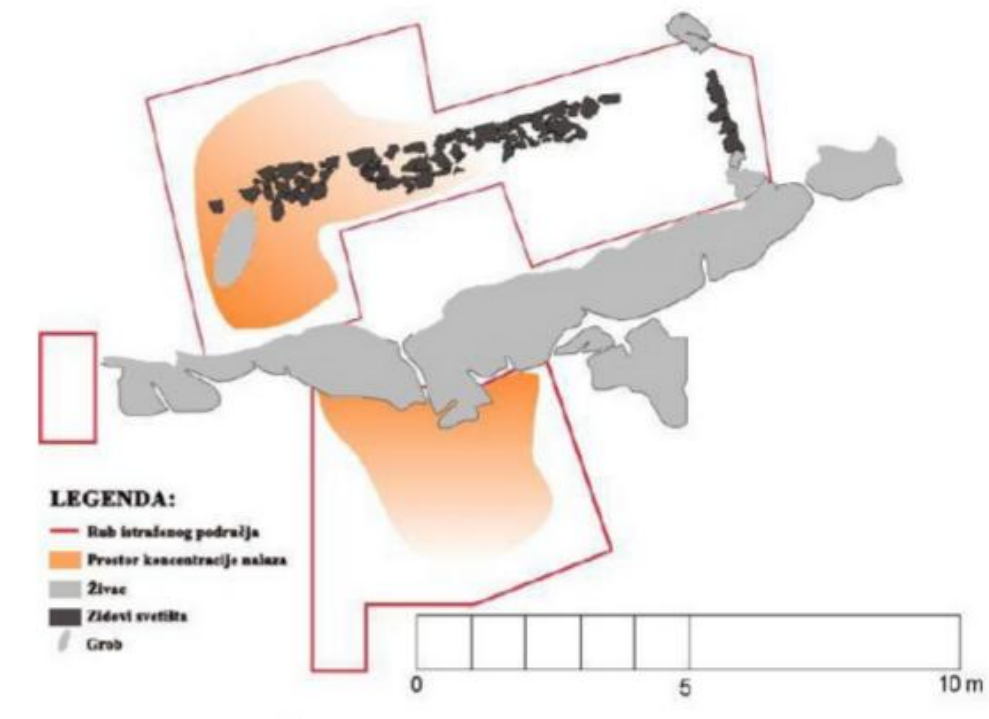 LEGENDA:
Rub istraženog područja
Prostor koncentracije nalaza
Živac
Zidovi svetišta
Grob
0 5 10 m